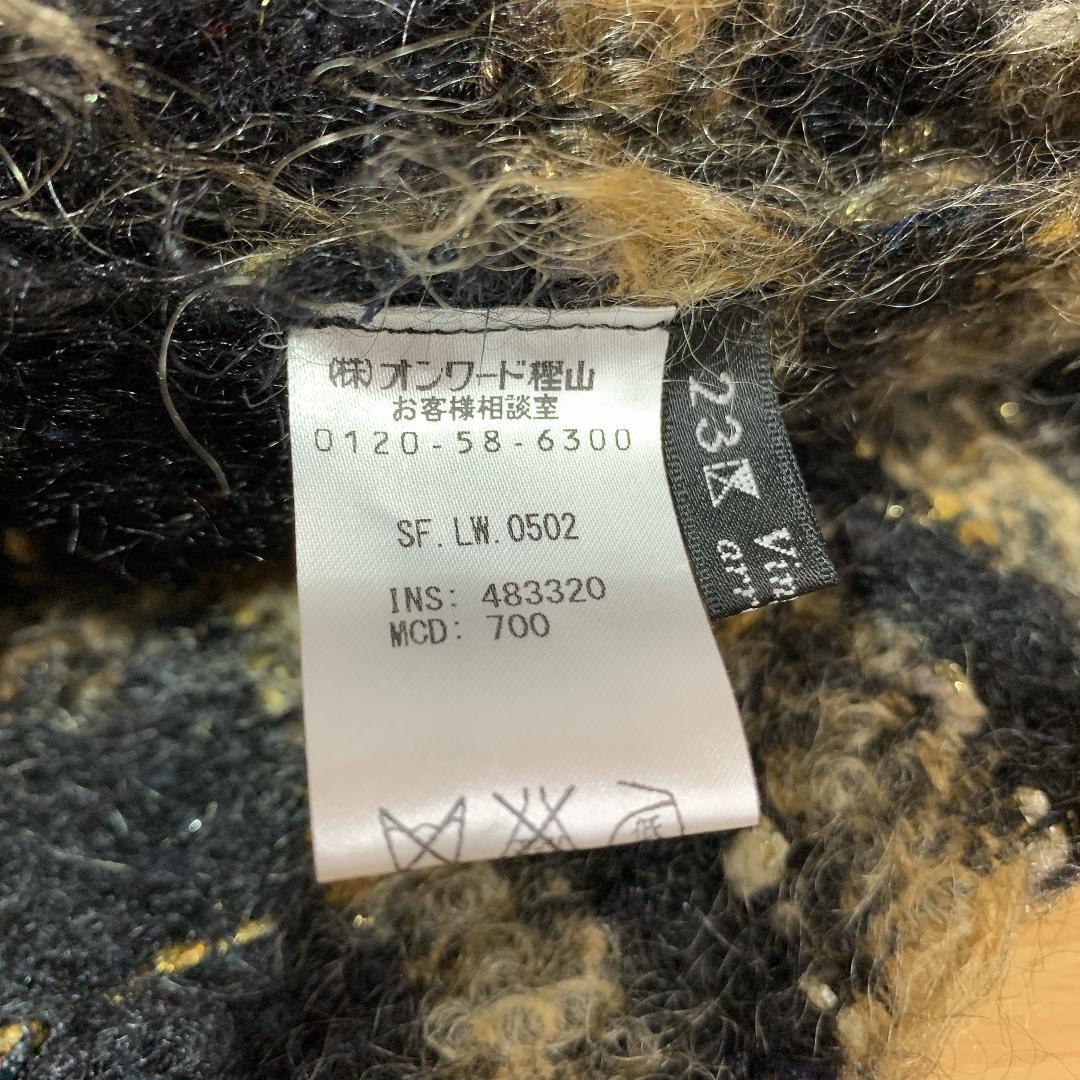 (株)オンワード樫山
お客様相談室
0120-58-6300
SF.LW.0502
INS: 483320
MCD: 700
低
23区